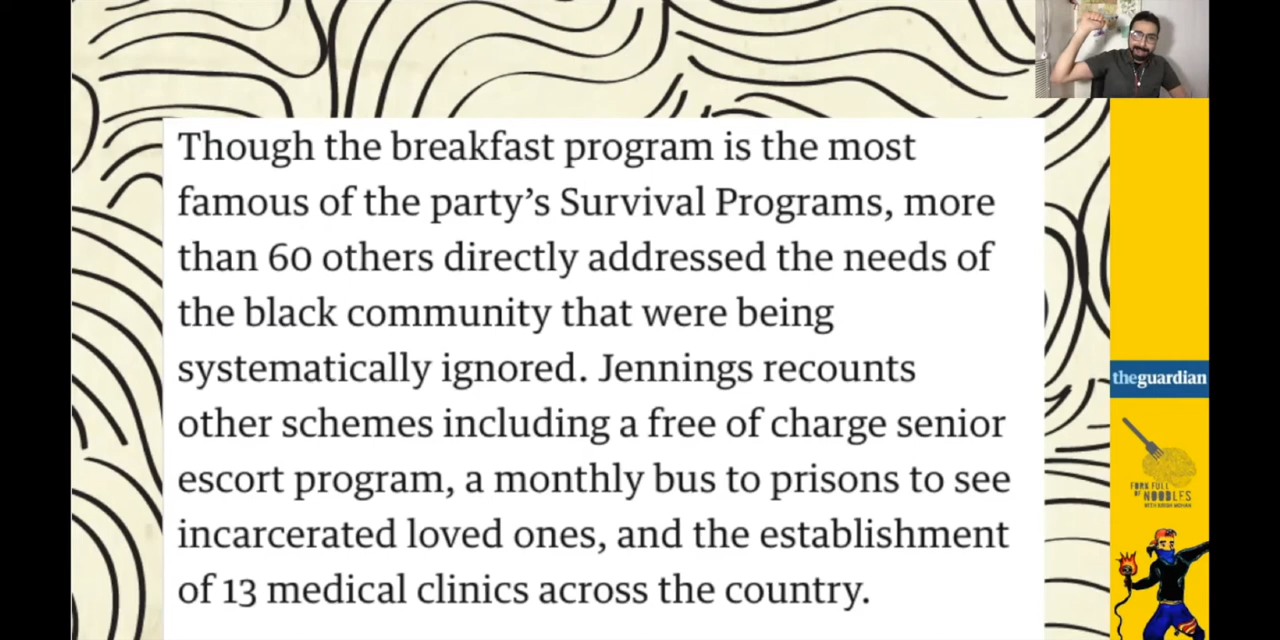 Though the breakfast program is the most
famous of the party’s Survival Programs, more
than 60 others directly addressed the needs of
the black community that were being
systematically ignored. Jennings recounts
other schemes including a free of charge senior
escort program, a monthly bus to prisons to see
incarcerated loved ones, and the establishment
of 13 medical clinics across the country.
theguardian
FORK FULL
OF NOODLES
WITH KRISH MOHAN